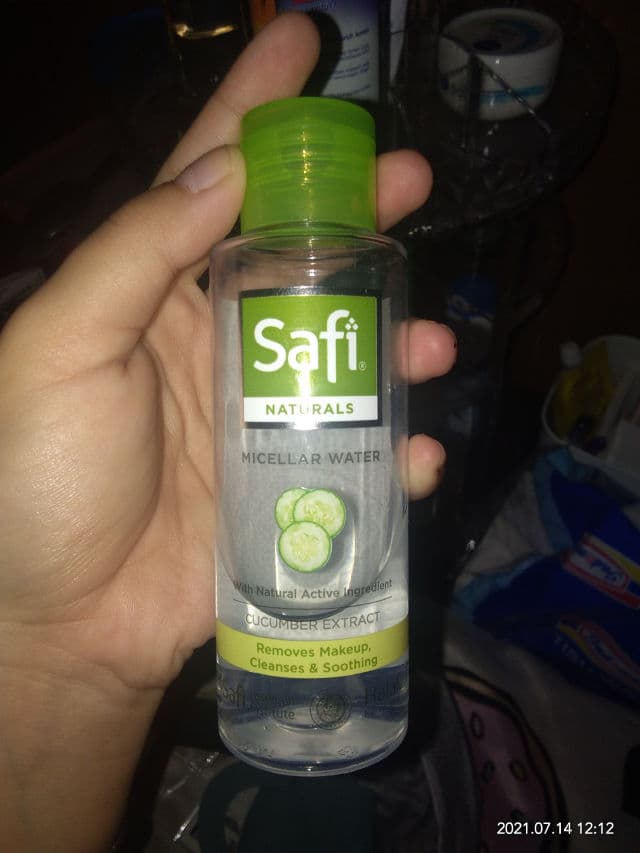 Safi®
NATURALS
MICELLAR WATER
With Natural Active Ingredient
CUCUMBER EXTRACT
Removes Makeup,
Cleanses & Soothing
Safi
2021.07.14 12:12